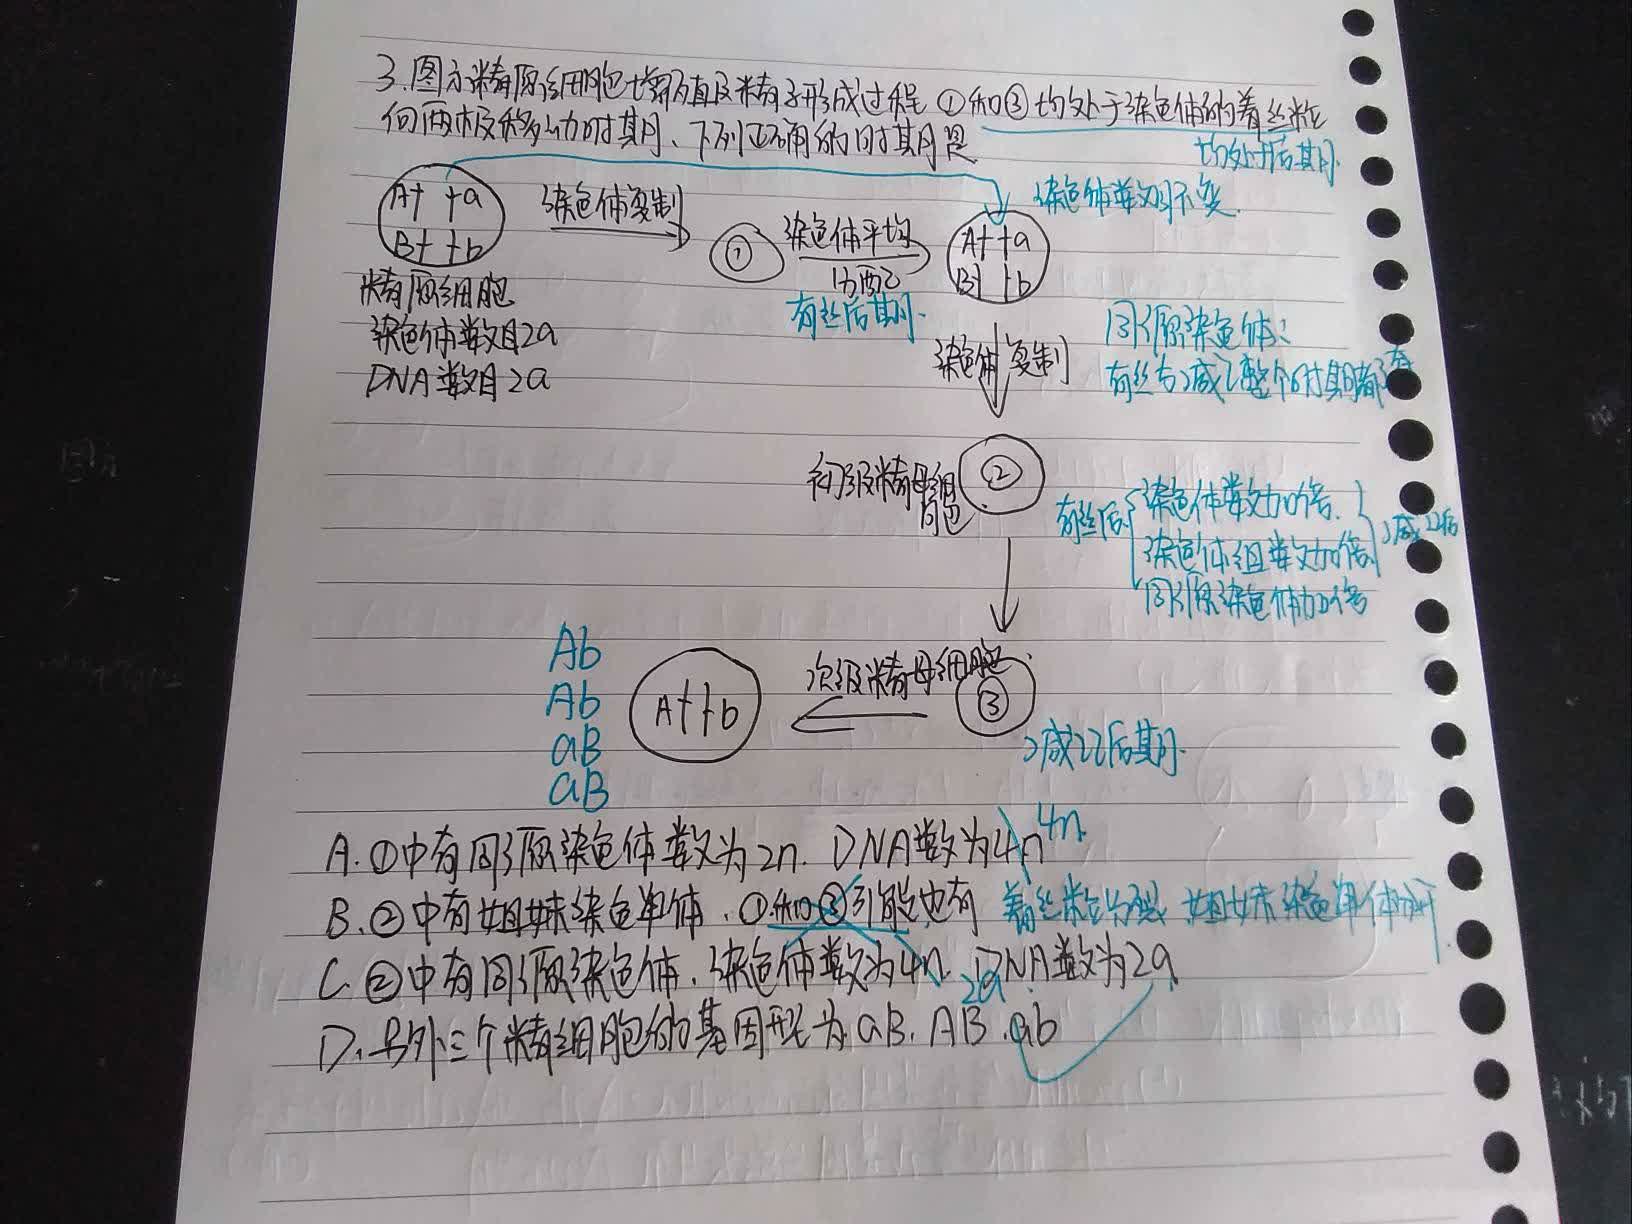 3.图示精原细胞增殖及精子形成过程 ①和③均处于染色体的着丝粒
向两极移动时期、下列正确的时期是
均处于后期.
A a
B b
染色体复制
①
染色体平均
分配
有丝后期.
染色体数目不变.
A a
B b
精原细胞
染色体数目2a
DNA数目2a
染色体复制
同源染色体:
有丝与减Ⅰ整个时期都有
初级精母细
胞
②
有丝后
染色体数加倍.
染色体组数加倍
同源染色体加倍
减Ⅱ后
Ab
Ab
aB
aB
A b
次级精母细胞.
③
减Ⅱ后期.
A.①中有同源染色体数为2n. DNA数为4n 4n.
B.②中有姐妹染色单体.①和③可能也有 着丝粒分裂 姐妹染色单体分开
C.②中有同源染色体.染色体数为4n. DNA数为2a
2a
D.另外三个精细胞的基因形为.aB.AB.ab